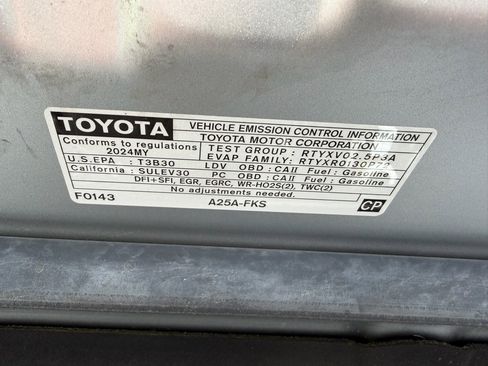 TOYOTA VEHICLE EMISSION CONTROL INFORMATION
Conforms to regulations TOYOTA MOTOR CORPORATION
2024MY TEST GROUP : RTYXV02.5P3A
EVAP FAMILY: RTYXR0130P72
U.S.EPA : T3B30 LDV OBD : CAII Fuel : Gasoline
California : SULEV30 PC OBD : CAII Fuel : Gasoline
DFI+SFI, EGR, EGRC, WR-HO2S(2), TWC(2)
No adjustments needed.
F0143 A25A-FKS CP